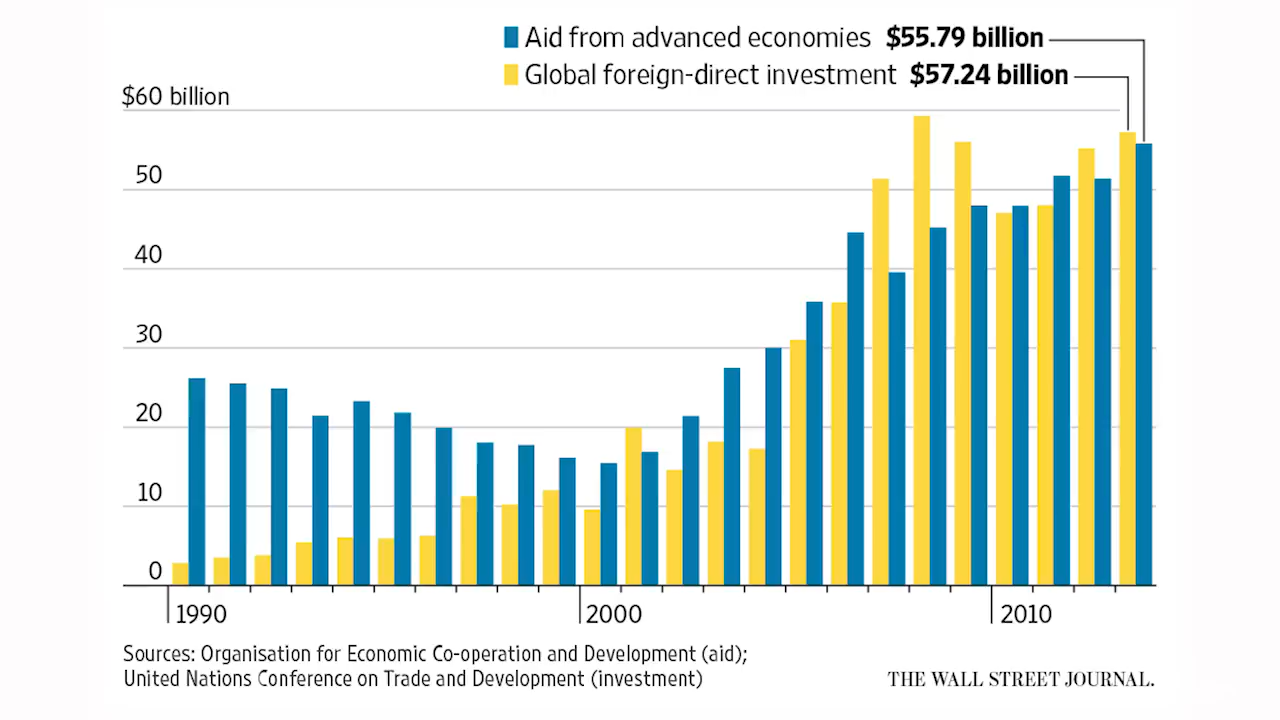 Aid from advanced economies $55.79 billion
Global foreign-direct investment $57.24 billion
$60 billion
50
40
30
20
10
0
1990
2000
2010
Sources: Organisation for Economic Co-operation and Development (aid);
United Nations Conference on Trade and Development (investment)
THE WALL STREET JOURNAL.